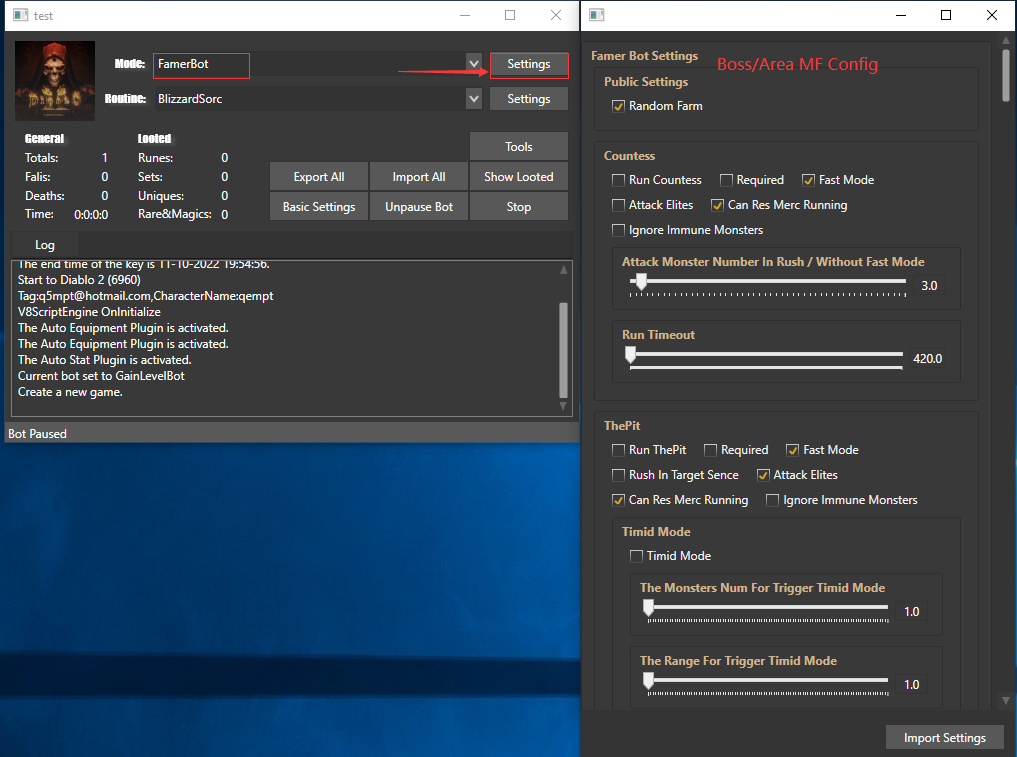 test
Mode:
FamerBot
Settings
Routine:
BlizzardSorc
Settings
General
Looted
Totals: 1
Runes: 0
Falis: 0
Sets: 0
Deaths: 0
Uniques: 0
Time: 0:0:0:0
Rare&Magics: 0
Tools
Export All
Import All
Show Looted
Basic Settings
Unpause Bot
Stop
Log
The end time of the key is 11-10-2022 19:54:56.
Start to Diablo 2 (6960)
Tag:q5mpt@hotmail.com,CharacterName:qempt
V8ScriptEngine OnInitialize
The Auto Equipment Plugin is activated.
The Auto Equipment Plugin is activated.
The Auto Stat Plugin is activated.
Current bot set to GainLevelBot
Create a new game.
Bot Paused
Famer Bot Settings
Boss/Area MF Config
Public Settings
Random Farm
Countess
Run Countess
Required
Fast Mode
Attack Elites
Can Res Merc Running
Ignore Immune Monsters
Attack Monster Number In Rush / Without Fast Mode
3.0
Run Timeout
420.0
ThePit
Run ThePit
Required
Fast Mode
Rush In Target Sence
Attack Elites
Can Res Merc Running
Ignore Immune Monsters
Timid Mode
Timid Mode
The Monsters Num For Trigger Timid Mode
1.0
The Range For Trigger Timid Mode
1.0
Import Settings